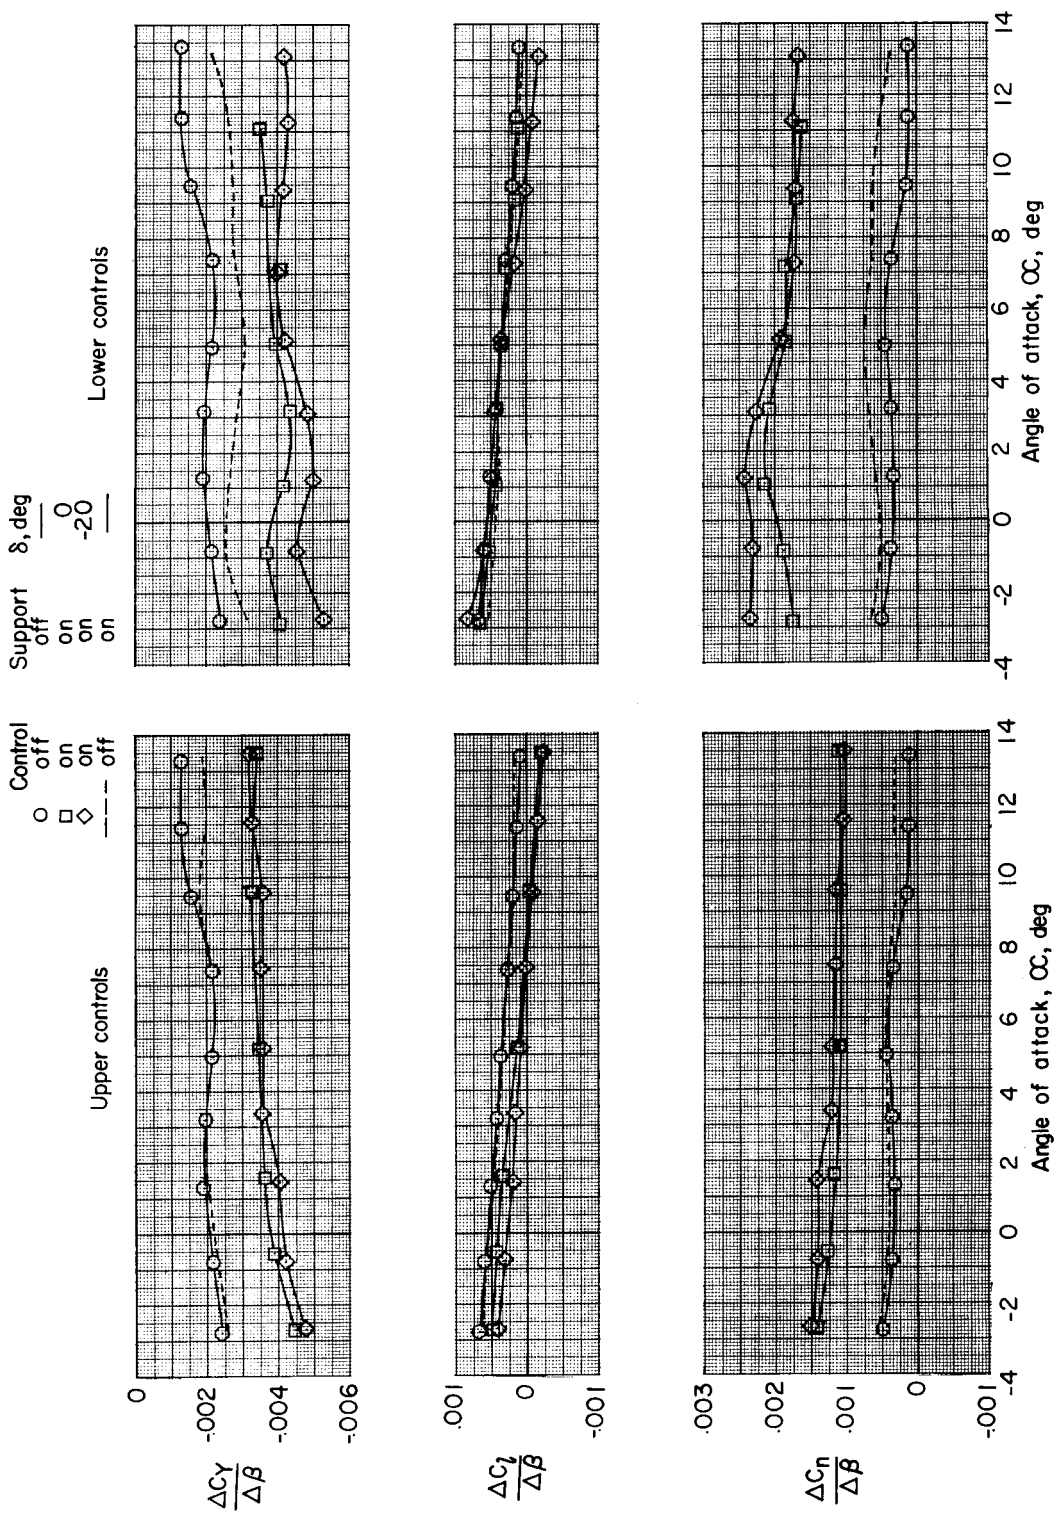 Control Support δ, deg
off off —
on on 0
on on -20
off on —
Upper controls
Lower controls
ΔC_Y
Δβ
0
-.002
-.004
-.006
ΔC_l
Δβ
.001
0
-.001
ΔC_n
Δβ
.003
.002
.001
0
-.001
-4 -2 0 2 4 6 8 10 12 14
Angle of attack, α, deg
-4 -2 0 2 4 6 8 10 12 14
Angle of attack, α, deg